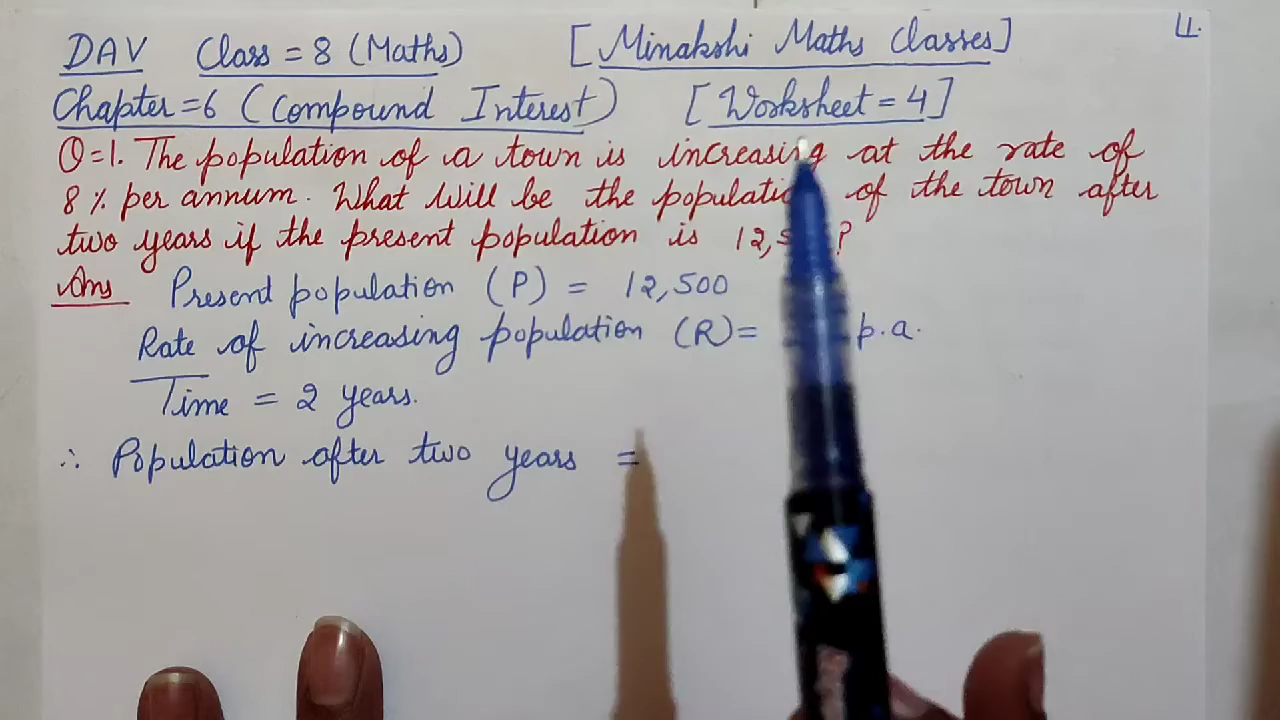 DAV Class = 8 (Maths) [Minakshi Maths Classes] 4.
Chapter = 6 (Compound Interest) [Worksheet = 4]
Q=1. The population of a town is increasing at the rate of
8 % per annum. What will be the population of the town after
two years if the present population is ?
Ans Present population (P) = 12,500
Rate of increasing population (R) = p.a.
Time = 2 years.
∴ Population after two years =